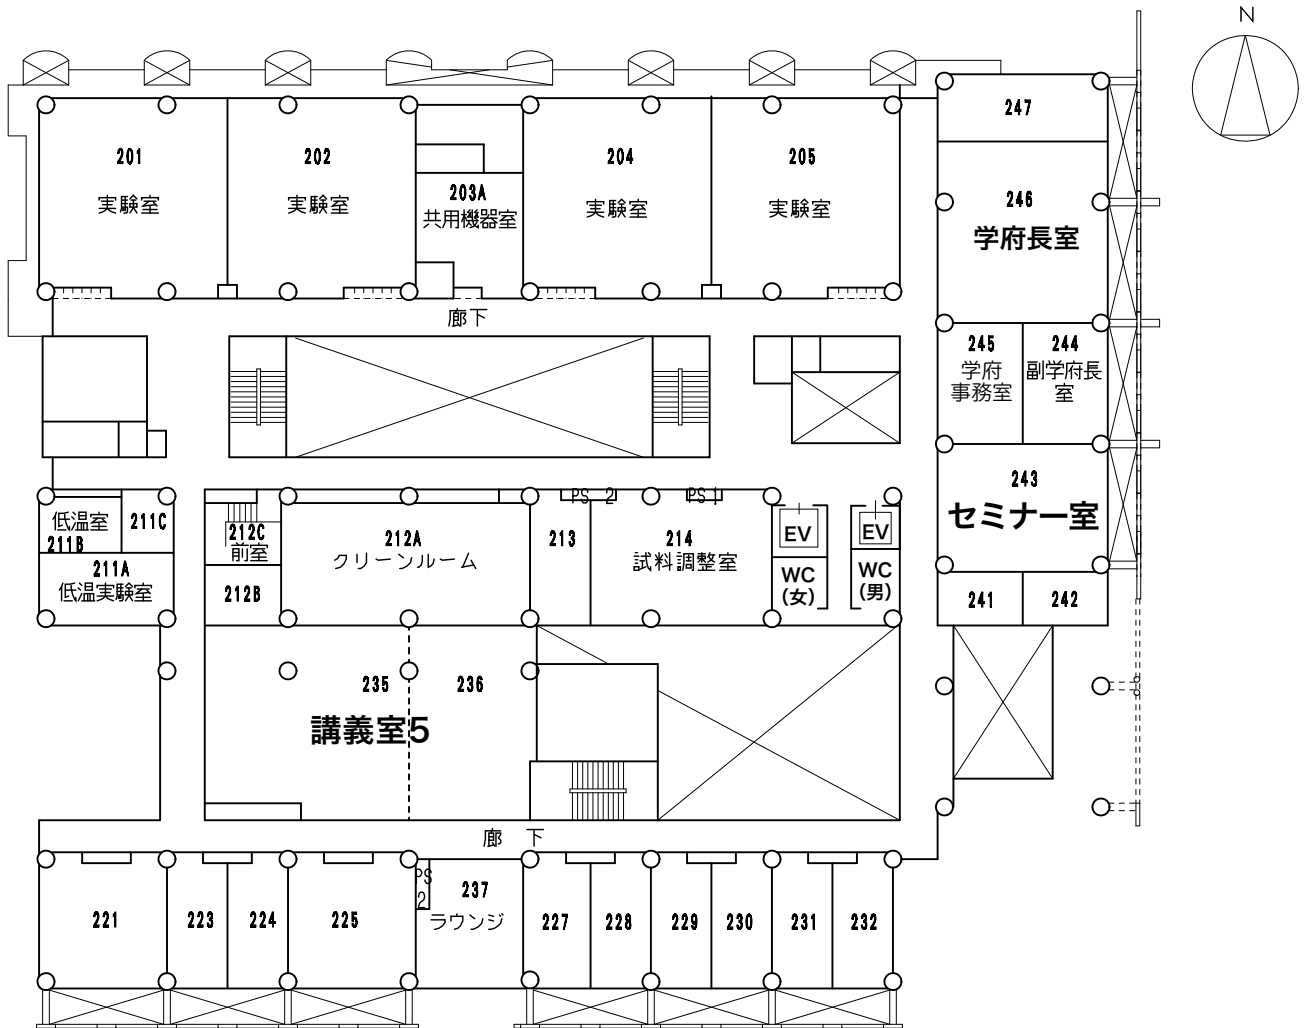 N
247
201
実験室
202
実験室
203A
共用機器室
204
実験室
205
実験室
246
学府長室
廊下
245
学府
事務室
244
副学府長
室
243
セミナー室
低温室
211B
211C
211A
低温実験室
212C
前室
212B
212A
クリーンルーム
PS 2
PS 1
213
214
試料調整室
EV
WC
(女)
EV
WC
(男)
241
242
235
236
講義室5
廊 下
221
223
224
225
PS
2
237
ラウンジ
227
228
229
230
231
232